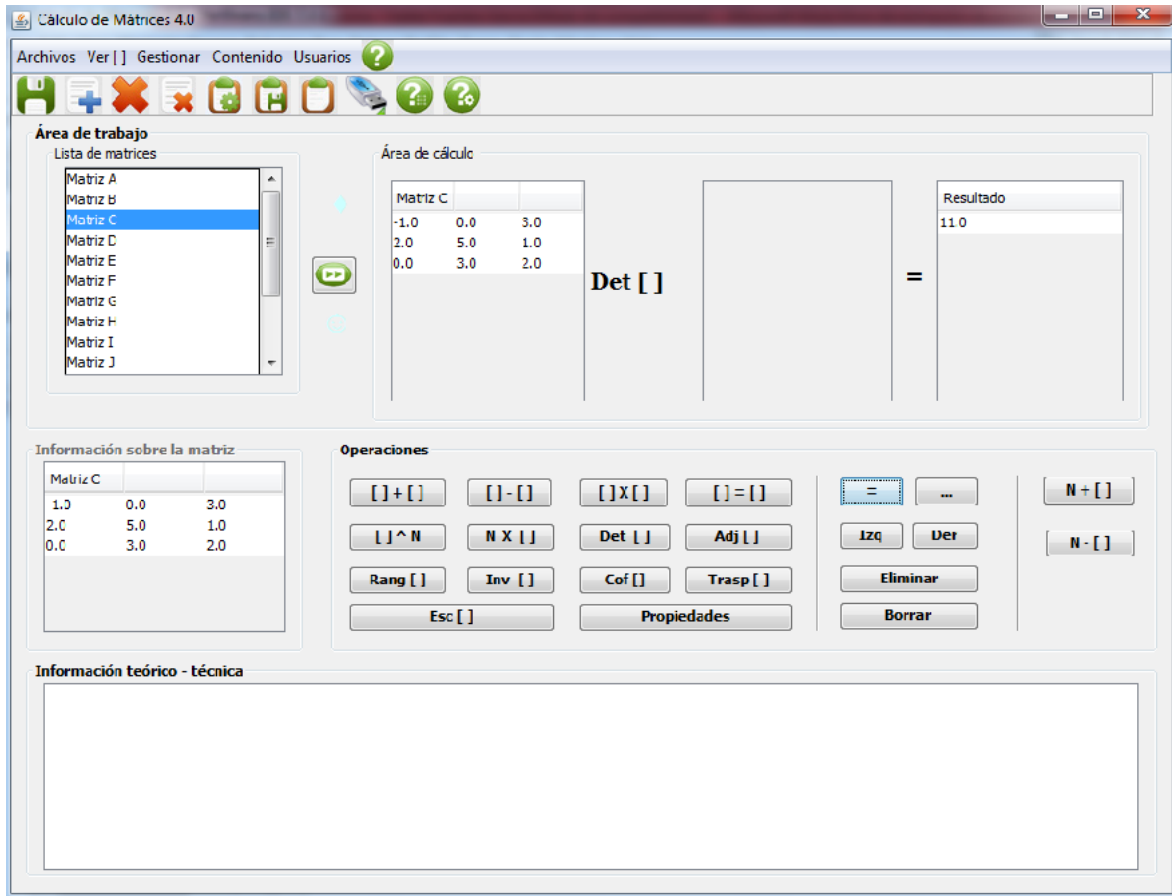 Cálculo de Mátrices 4.0
Archivos Ver [ ] Gestionar Contenido Usuarios ?
Área de trabajo
Lista de matrices
Matriz A
Matriz B
Matriz C
Matriz D
Matriz E
Matriz F
Matriz G
Matriz H
Matriz I
Matriz J
Área de cálculo
Matriz C
-1.0 0.0 3.0
2.0 5.0 1.0
0.0 3.0 2.0
Det [ ]
=
Resultado
11.0
Información sobre la matriz
Matriz C
1.0 0.0 3.0
2.0 5.0 1.0
0.0 3.0 2.0
Operaciones
[ ] + [ ] [ ] - [ ] [ ] X [ ] [ ] = [ ] = ... N + [ ]
[ ] ^ N N X [ ] Det [ ] Adj [ ] Izq Der N - [ ]
Rang [ ] Inv [ ] Cof [ ] Trasp [ ] Eliminar
Esc [ ] Propiedades Borrar
Información teórico - técnica